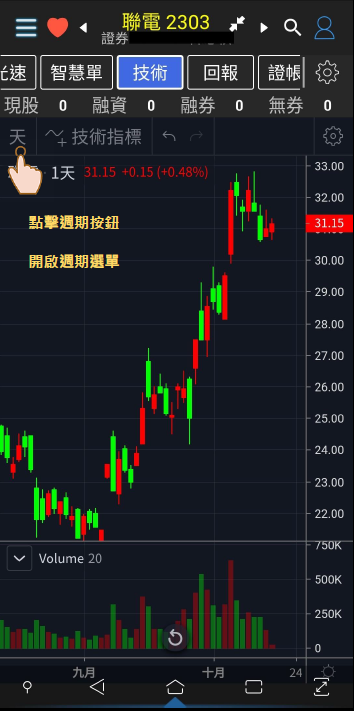 聯電 2303
證券
光速 智慧單 技術 回報 證帳
現股 0 融資 0 融券 0 無券 0
天 技術指標
1天 31.15 +0.15 (+0.48%)
點擊週期按鈕
開啟週期選單
33.00
32.00
31.15
31.00
30.00
29.00
28.00
27.00
26.00
25.00
24.00
23.00
22.00
Volume 20
750K
500K
250K
0
九月 十月 24